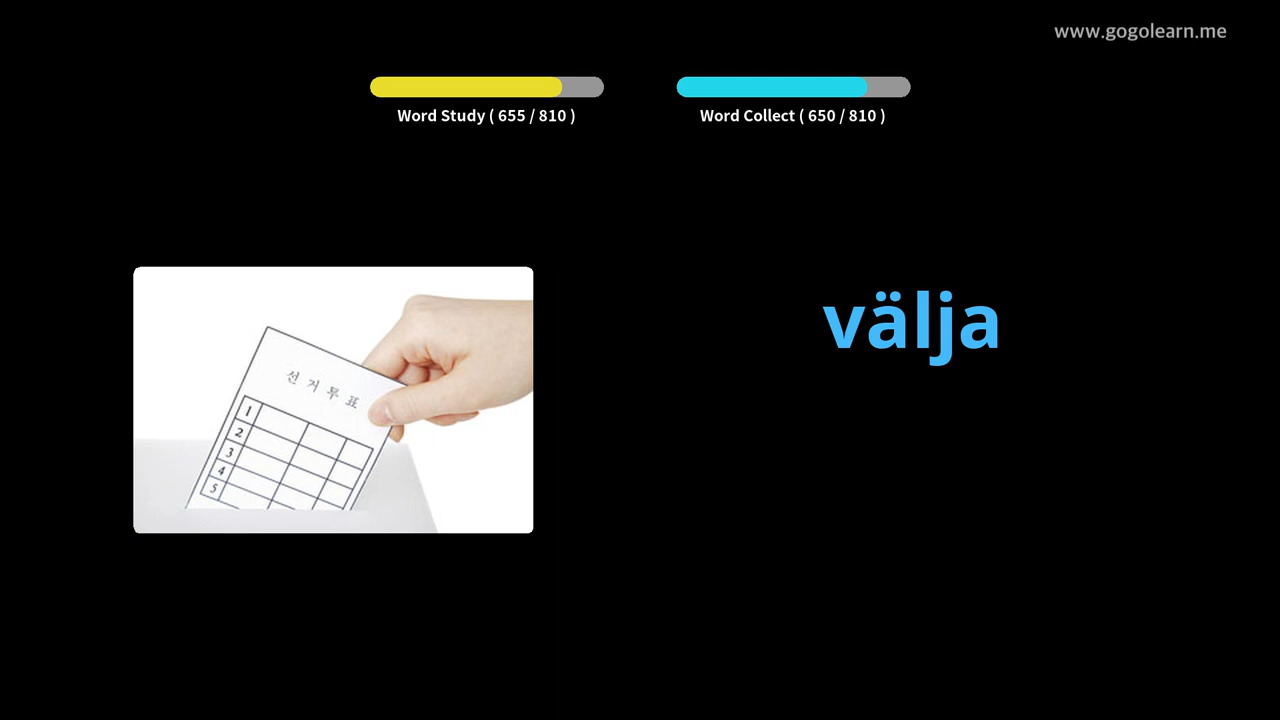 www.gogolearn.me
Word Study ( 655 / 810 )
Word Collect ( 650 / 810 )
välja
선거투표
1
2
3
4
5